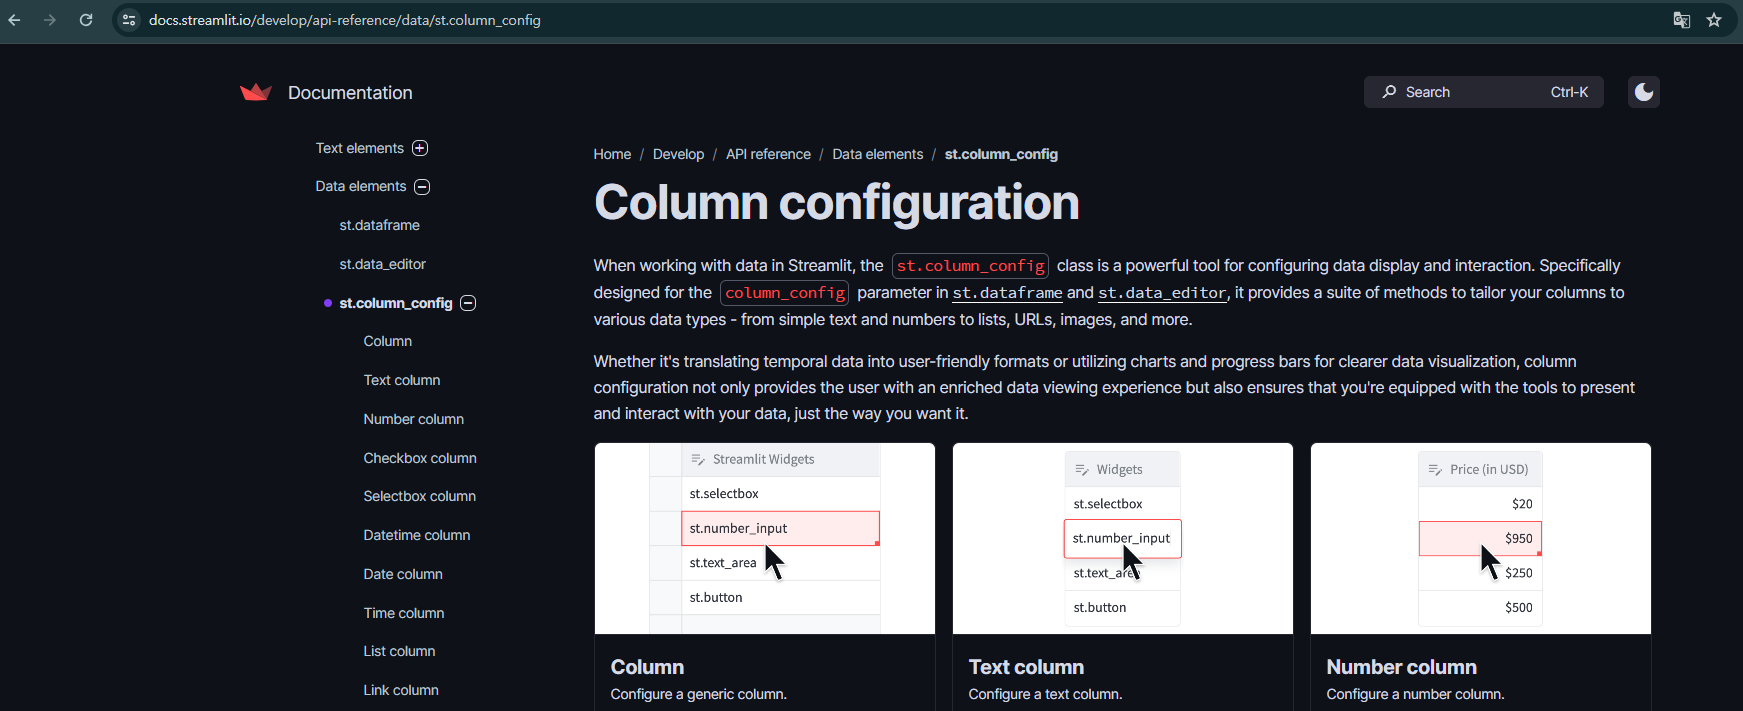 docs.streamlit.io/develop/api-reference/data/st.column_config
Documentation
Search Ctrl-K
Text elements
Data elements
st.dataframe
st.data_editor
st.column_config
Column
Text column
Number column
Checkbox column
Selectbox column
Datetime column
Date column
Time column
List column
Link column
Home / Develop / API reference / Data elements / st.column_config
Column configuration
When working with data in Streamlit, the st.column_config class is a powerful tool for configuring data display and interaction. Specifically
designed for the column_config parameter in st.dataframe and st.data_editor, it provides a suite of methods to tailor your columns to
various data types - from simple text and numbers to lists, URLs, images, and more.
Whether it's translating temporal data into user-friendly formats or utilizing charts and progress bars for clearer data visualization, column
configuration not only provides the user with an enriched data viewing experience but also ensures that you're equipped with the tools to present
and interact with your data, just the way you want it.
Streamlit Widgets
st.selectbox
st.number_input
st.text_area
st.button
Column
Configure a generic column.
Widgets
st.selectbox
st.number_input
st.text_area
st.button
Text column
Configure a text column.
Price (in USD)
$20
$950
$250
$500
Number column
Configure a number column.